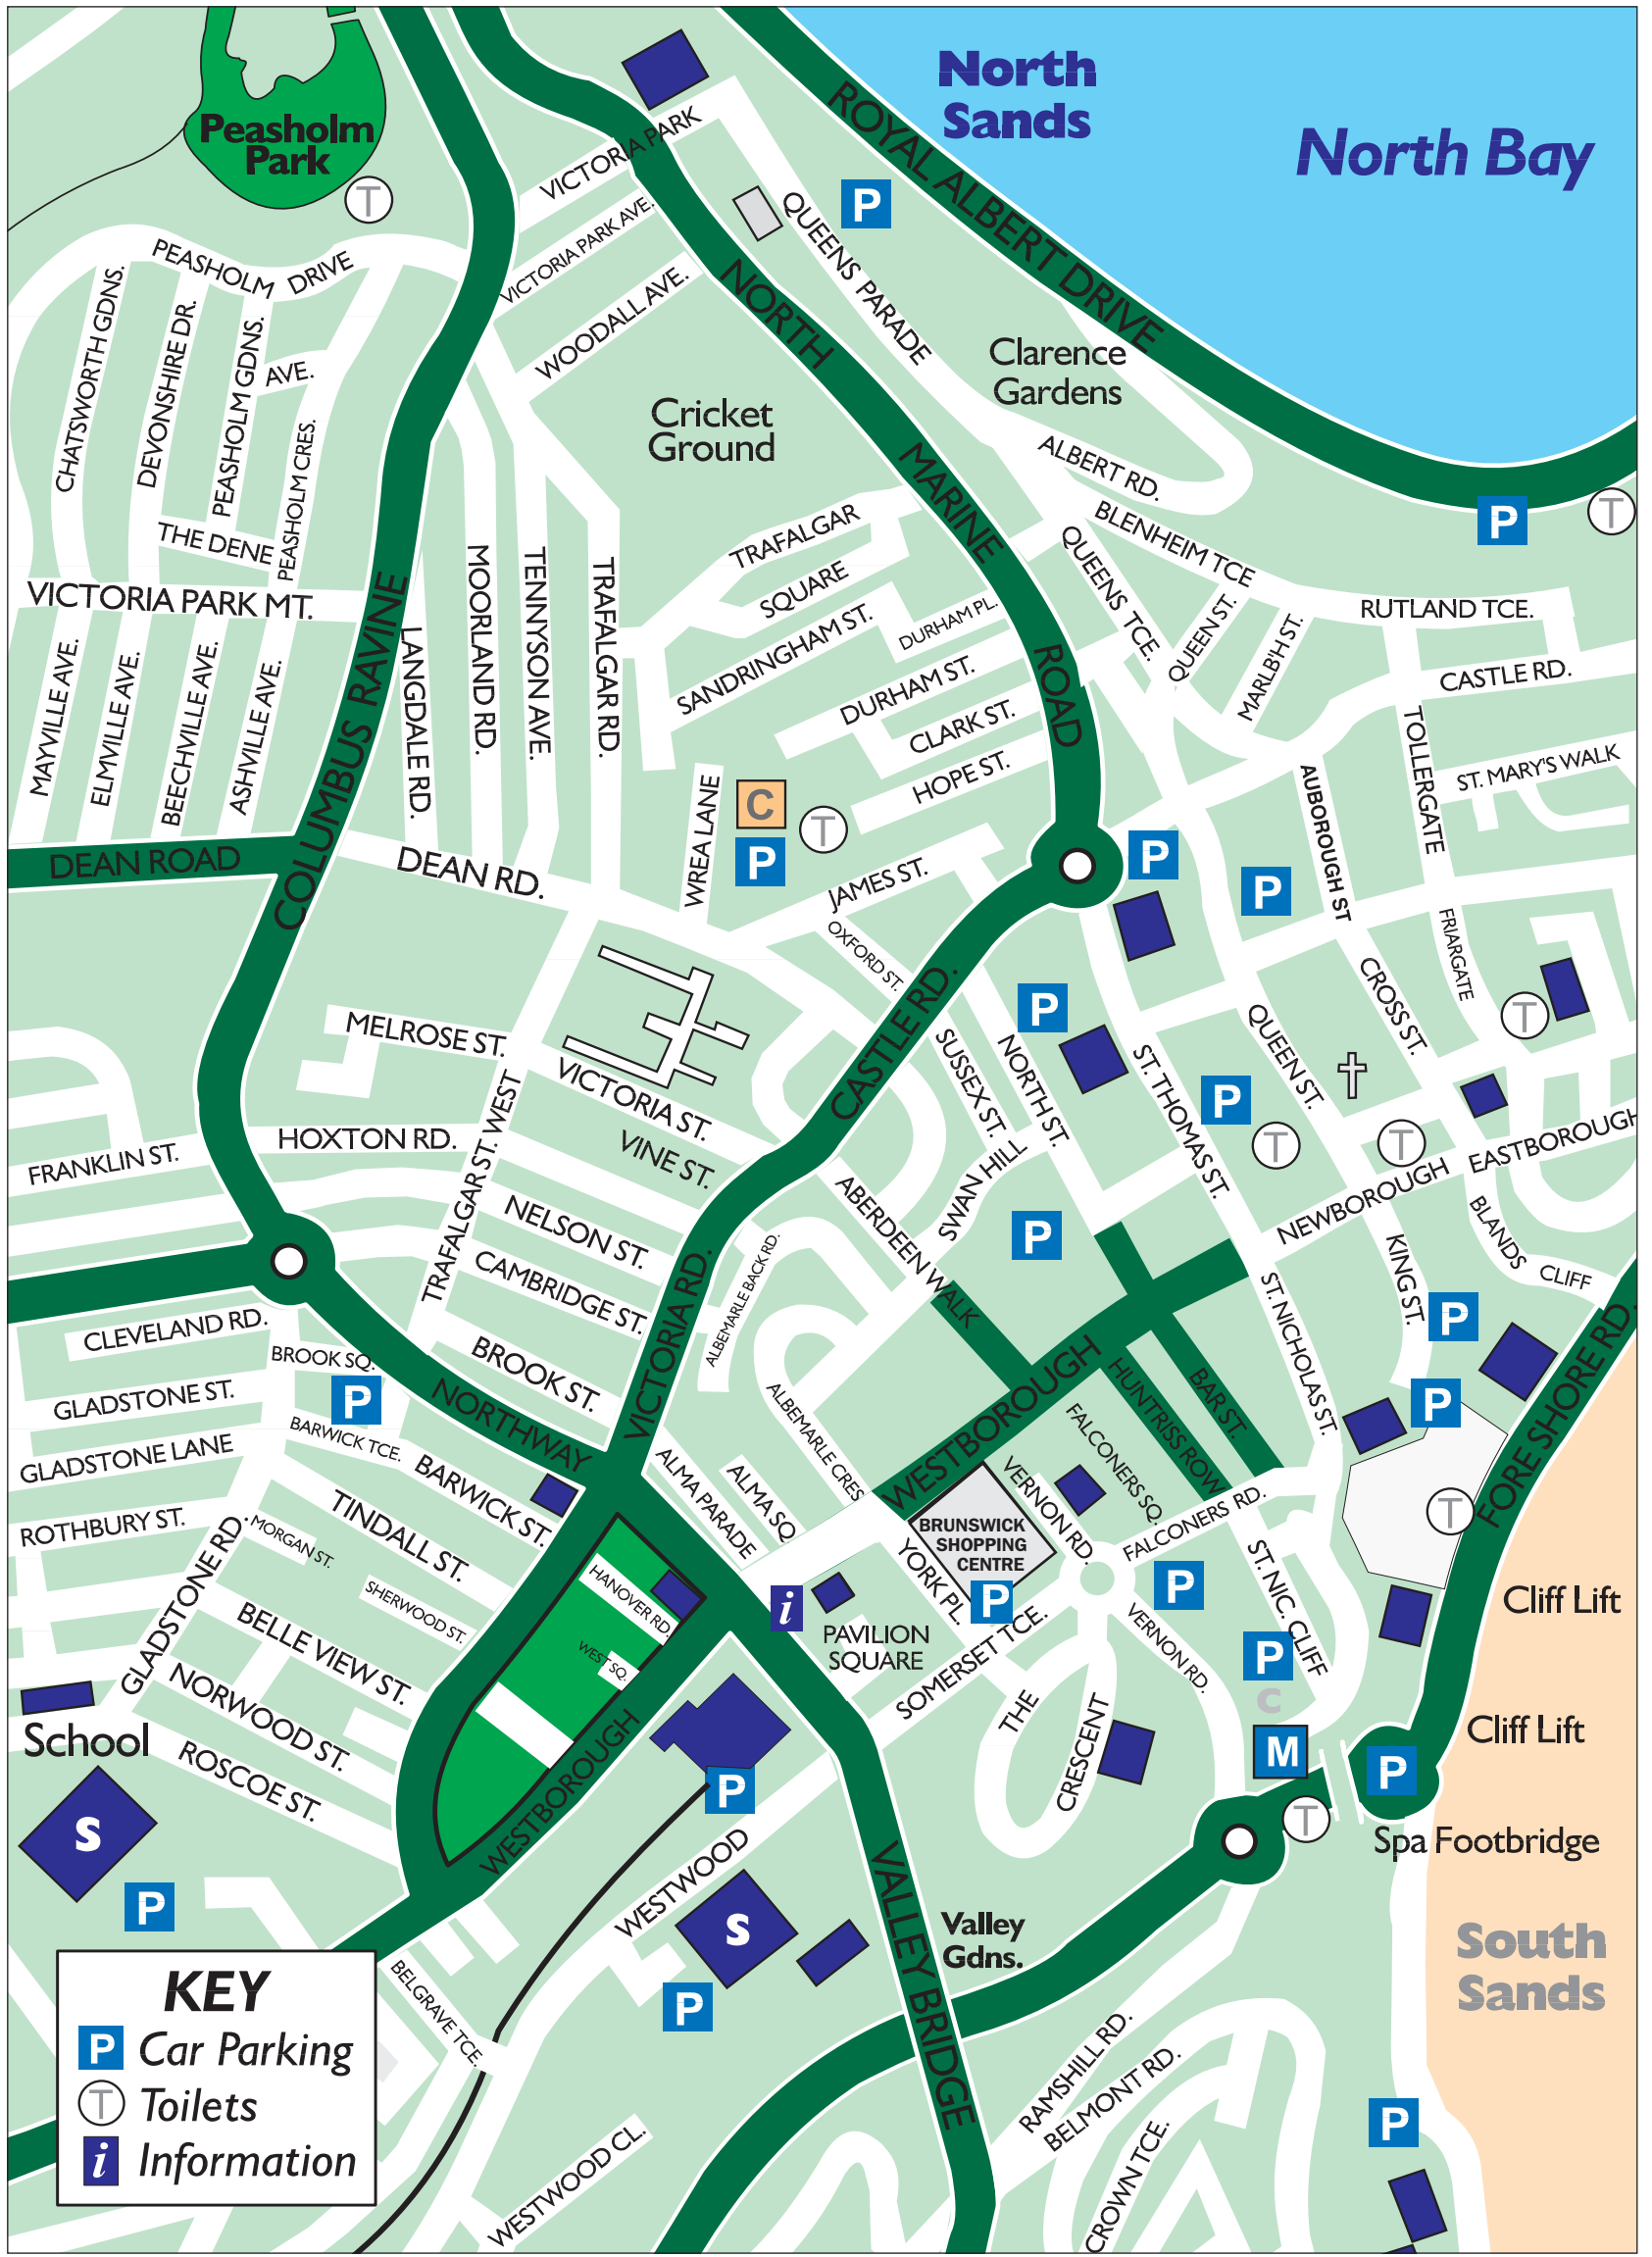 North
Sands
North Bay
Peasholm
Park
T
VICTORIA PARK
ROYAL ALBERT DRIVE
P
VICTORIA PARK AVE.
QUEENS PARADE
PEASHOLM DRIVE
WOODALL AVE.
NORTH MARINE ROAD
CHATSWORTH GDNS.
DEVONSHIRE DR.
PEASHOLM GDNS.
AVE.
PEASHOLM CRES.
Clarence
Gardens
Cricket
Ground
ALBERT RD.
BLENHEIM TCE
P
T
THE DENE
TRAFALGAR
SQUARE
QUEENS TCE.
QUEEN ST.
MARLB'H ST.
RUTLAND TCE.
VICTORIA PARK MT.
COLUMBUS RAVINE
LANGDALE RD.
MOORLAND RD.
TENNYSON AVE.
TRAFALGAR RD.
SANDRINGHAM ST.
DURHAM PL.
DURHAM ST.
CLARK ST.
HOPE ST.
CASTLE RD.
TOLLERGATE
ST. MARY'S WALK
MAYVILLE AVE.
ELMVILLE AVE.
BEECHVILLE AVE.
ASHVILLE AVE.
WREA LANE
C
T
P
P
P
AUBOROUGH ST
DEAN ROAD
DEAN RD.
JAMES ST.
OXFORD ST.
CASTLE RD.
FRIARGATE
CROSS ST.
T
P
MELROSE ST.
VICTORIA ST.
VINE ST.
SUSSEX ST.
NORTH ST.
ST. THOMAS ST.
QUEEN ST.
P
T
T
HOXTON RD.
FRANKLIN ST.
TRAFALGAR ST. WEST
SWAN HILL
NEWBOROUGH
EASTBOROUGH
NELSON ST.
CAMBRIDGE ST.
ABERDEEN WALK
P
BLANDS CLIFF
KING ST.
CLEVELAND RD.
BROOK SQ.
BROOK ST.
VICTORIA RD.
ALBEMARLE BACK RD.
ST. NICHOLAS ST.
P
GLADSTONE ST.
P
NORTHWAY
ALBEMARLE CRES
WESTBOROUGH
HUNTRISS ROW
BAR ST.
P
FORESHORE RD.
GLADSTONE LANE
BARWICK TCE.
BARWICK ST.
ALMA PARADE
ALMA SQ
VERNON RD.
FALCONERS SQ.
FALCONERS RD.
T
ROTHBURY ST.
MORGAN ST.
TINDALL ST.
BRUNSWICK
SHOPPING
CENTRE
P
YORK PL.
P
ST. NIC. CLIFF
GLADSTONE RD.
SHERWOOD ST.
HANOVER RD.
WEST SQ.
i
PAVILION
SQUARE
SOMERSET TCE.
VERNON RD.
Cliff Lift
BELLE VIEW ST.
NORWOOD ST.
ROSCOE ST.
P
C
M
School
S
P
WESTBOROUGH
P
THE
CRESCENT
Cliff Lift
P
T
Spa Footbridge
WESTWOOD
S
P
VALLEY BRIDGE
Valley
Gdns.
South
Sands
BELGRAVE TCE.
RAMSHILL RD.
BELMONT RD.
CROWN TCE.
P
WESTWOOD CL.
KEY
P Car Parking
T Toilets
i Information